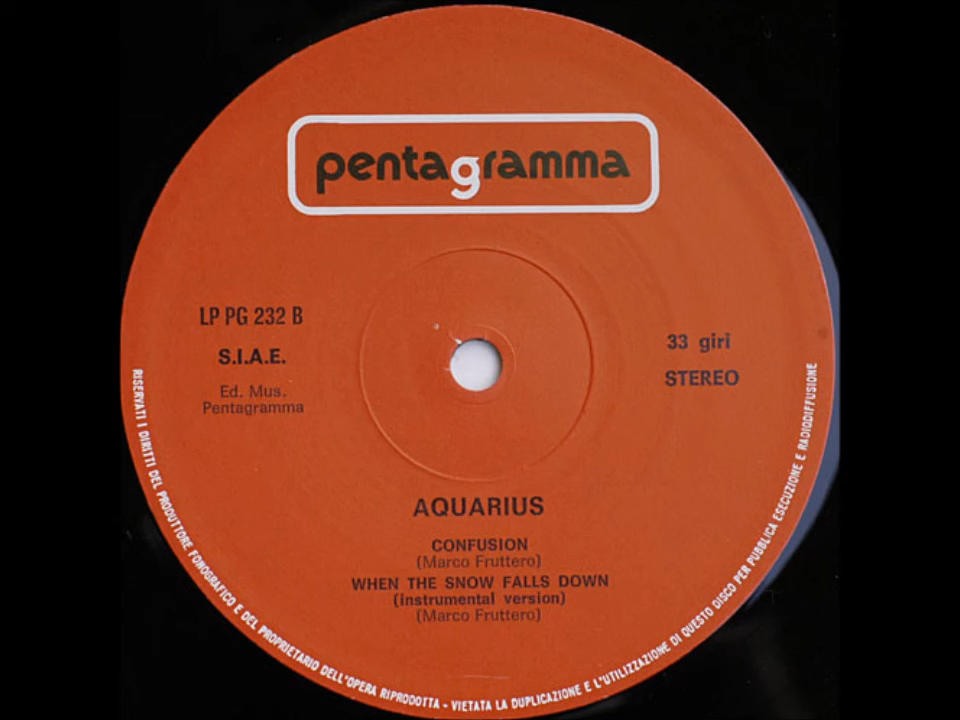 pentagramma
LP PG 232 B
S.I.A.E.
Ed. Mus.
Pentagramma
33 giri
STEREO
AQUARIUS
CONFUSION
(Marco Fruttero)
WHEN THE SNOW FALLS DOWN
(instrumental version)
(Marco Fruttero)
RISERVATI I DIRITTI DEL PRODUTTORE FONOGRAFICO E DEL PROPRIETARIO DELL'OPERA RIPRODOTTA - VIETATA LA DUPLICAZIONE E L'UTILIZZAZIONE DI QUESTO DISCO PER PUBBLICA ESECUZIONE E RADIODIFFUSIONE